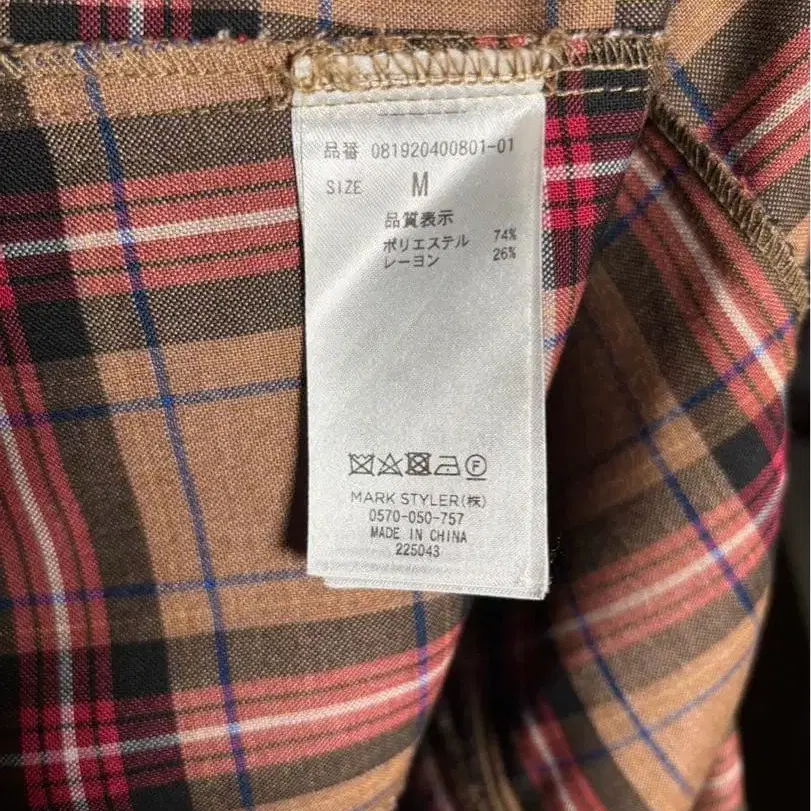 品番 081920400801-01
SIZE M
品質表示
ポリエステル 74%
レーヨン 26%
F
MARK STYLER(株)
0570-050-757
MADE IN CHINA
225043